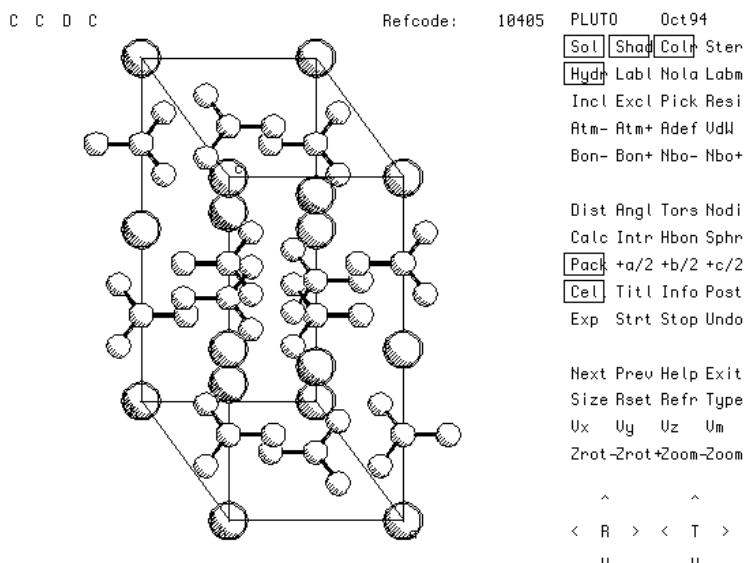 C C D C Refcode: 10405 PLUTO Oct94
Sol Shad Colr Ster
Hydr Labl Nola Labm
Incl Excl Pick Resi
Atm- Atm+ Adef VdW
Bon- Bon+ Nbo- Nbo+
Dist Angl Tors Nodi
Calc Intr Hbon Sphr
Pack +a/2 +b/2 +c/2
Cel Titl Info Post
Exp Strt Stop Undo
Next Prev Help Exit
Size Rset Refr Type
Vx Vy Vz Vm
Zrot-Zrot+Zoom-Zoom
^ ^
< R > < T >